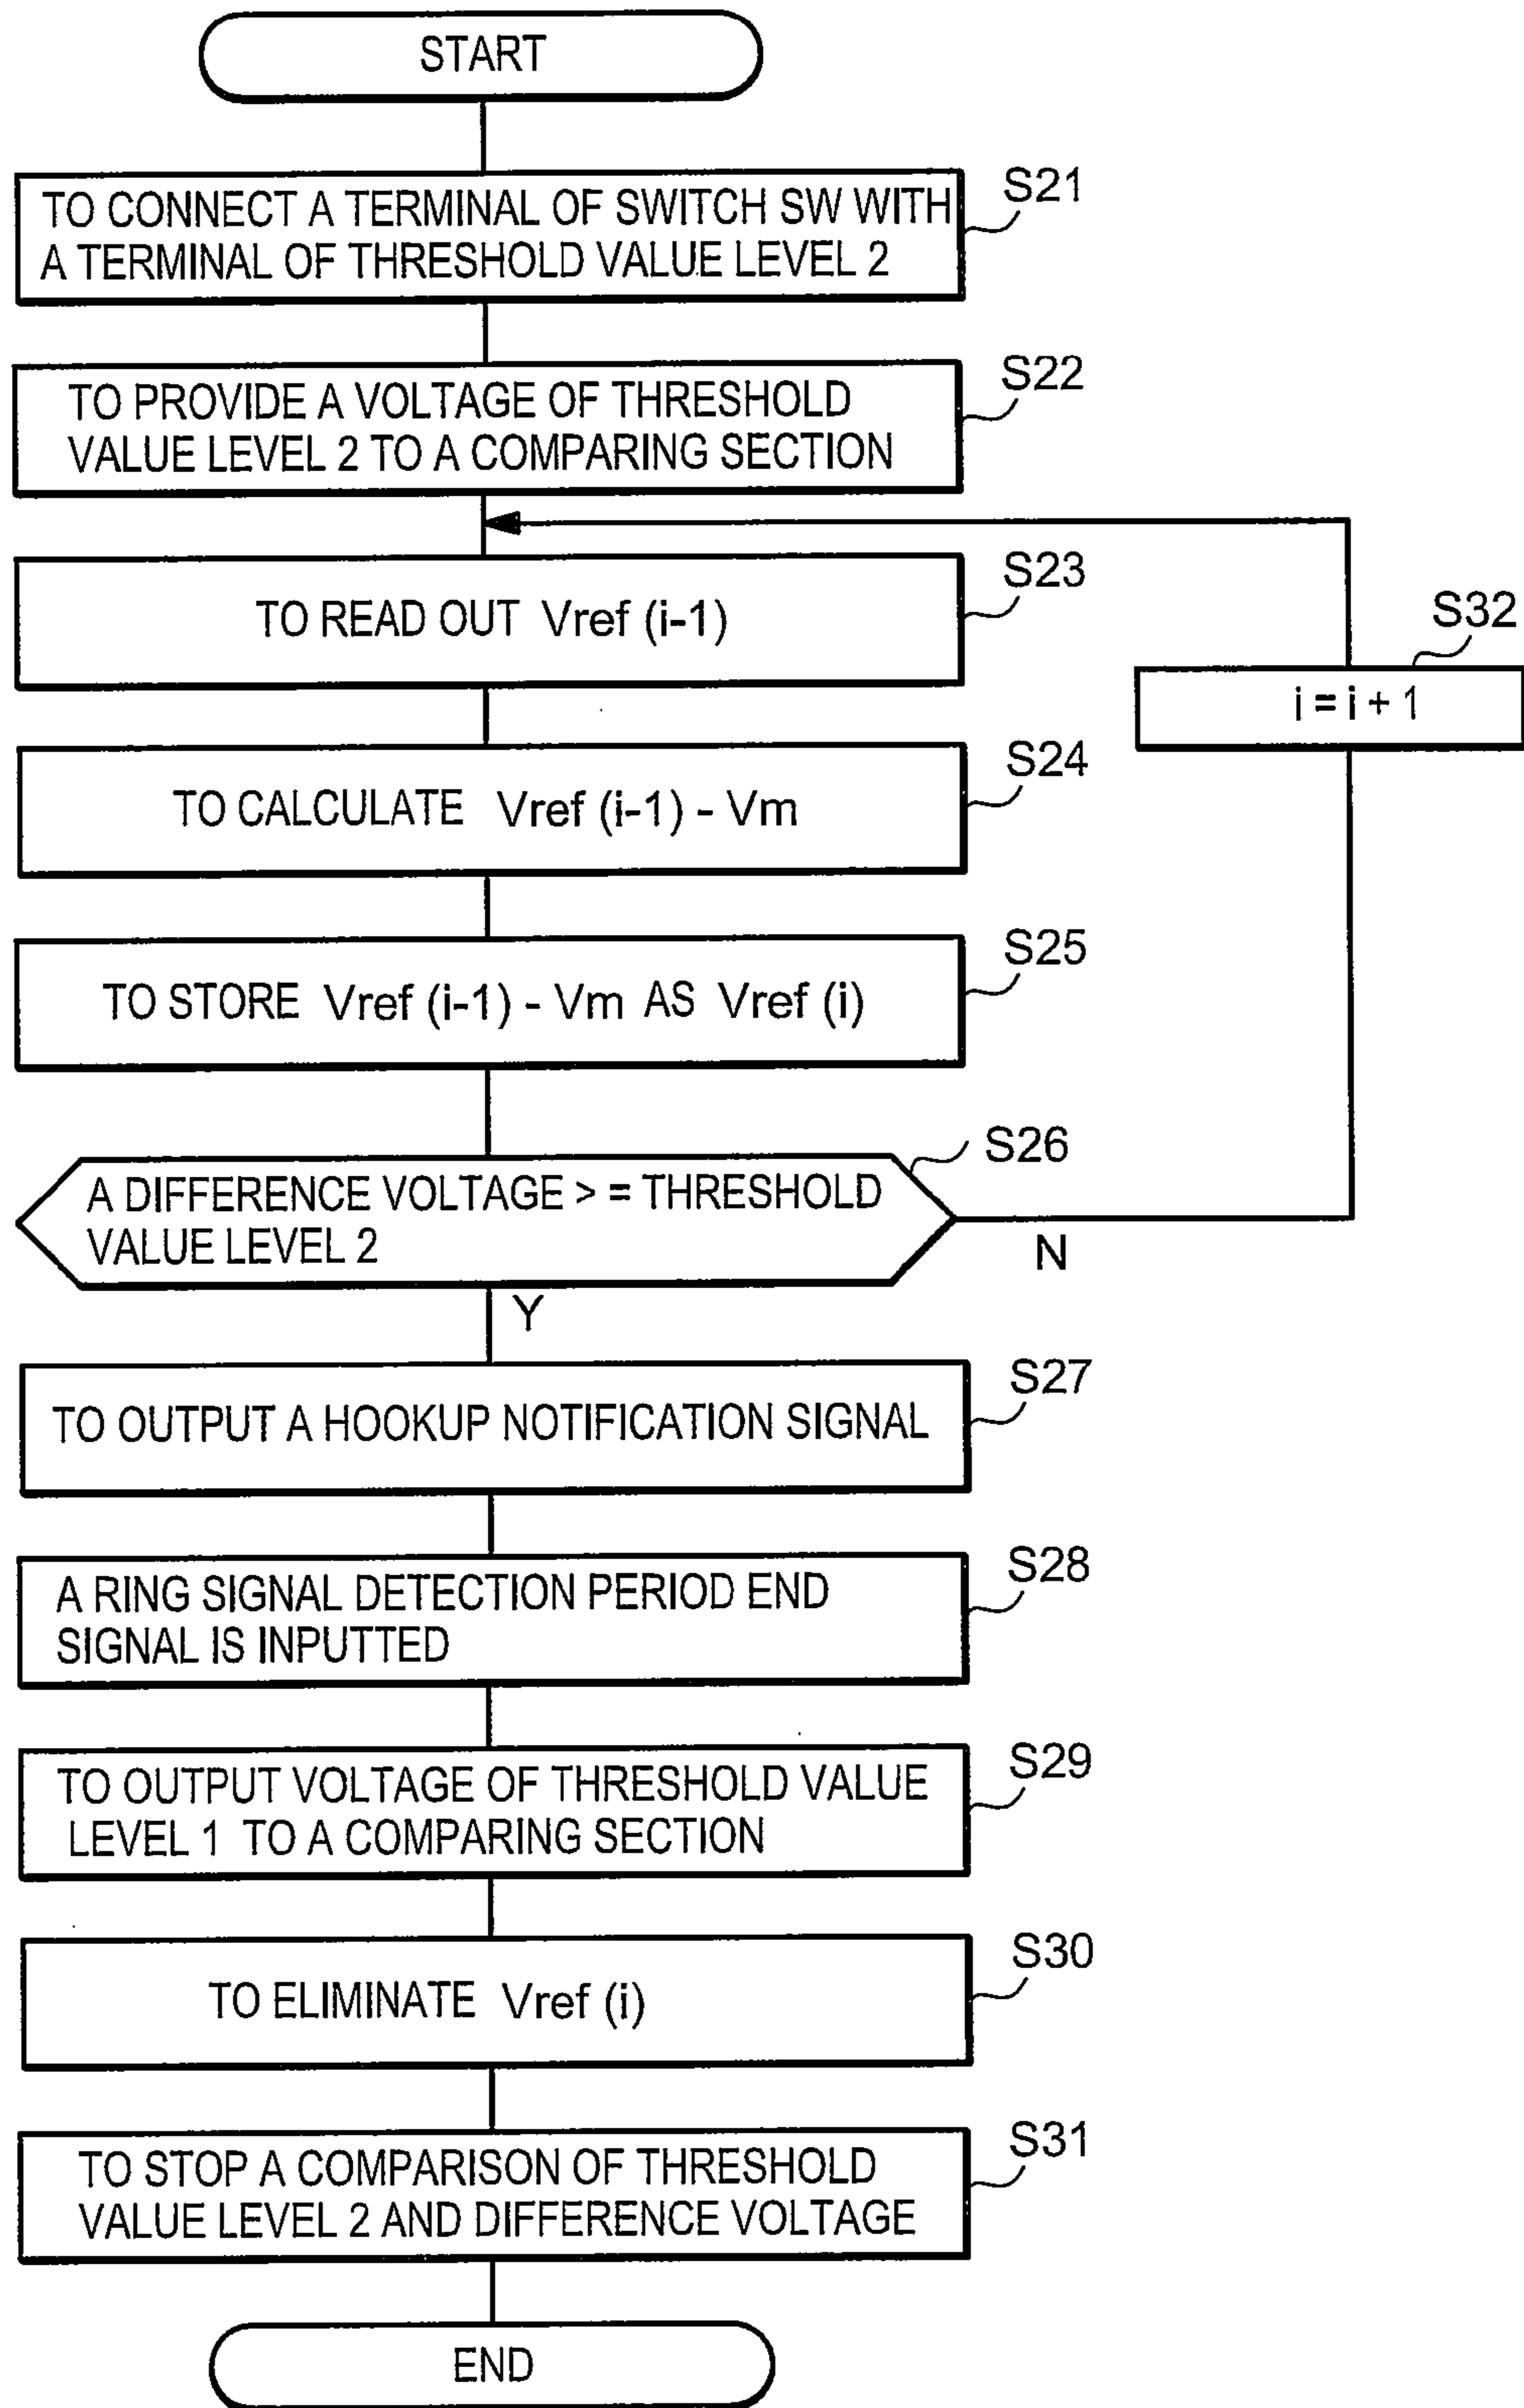 START
S21
TO CONNECT A TERMINAL OF SWITCH SW WITH
A TERMINAL OF THRESHOLD VALUE LEVEL 2
S22
TO PROVIDE A VOLTAGE OF THRESHOLD
VALUE LEVEL 2 TO A COMPARING SECTION
S23
TO READ OUT Vref (i-1)
S32
i = i + 1
S24
TO CALCULATE Vref (i-1) - Vm
S25
TO STORE Vref (i-1) - Vm AS Vref (i)
S26
A DIFFERENCE VOLTAGE > = THRESHOLD
VALUE LEVEL 2
N
Y
S27
TO OUTPUT A HOOKUP NOTIFICATION SIGNAL
S28
A RING SIGNAL DETECTION PERIOD END
SIGNAL IS INPUTTED
S29
TO OUTPUT VOLTAGE OF THRESHOLD VALUE
LEVEL 1 TO A COMPARING SECTION
S30
TO ELIMINATE Vref (i)
S31
TO STOP A COMPARISON OF THRESHOLD
VALUE LEVEL 2 AND DIFFERENCE VOLTAGE
END